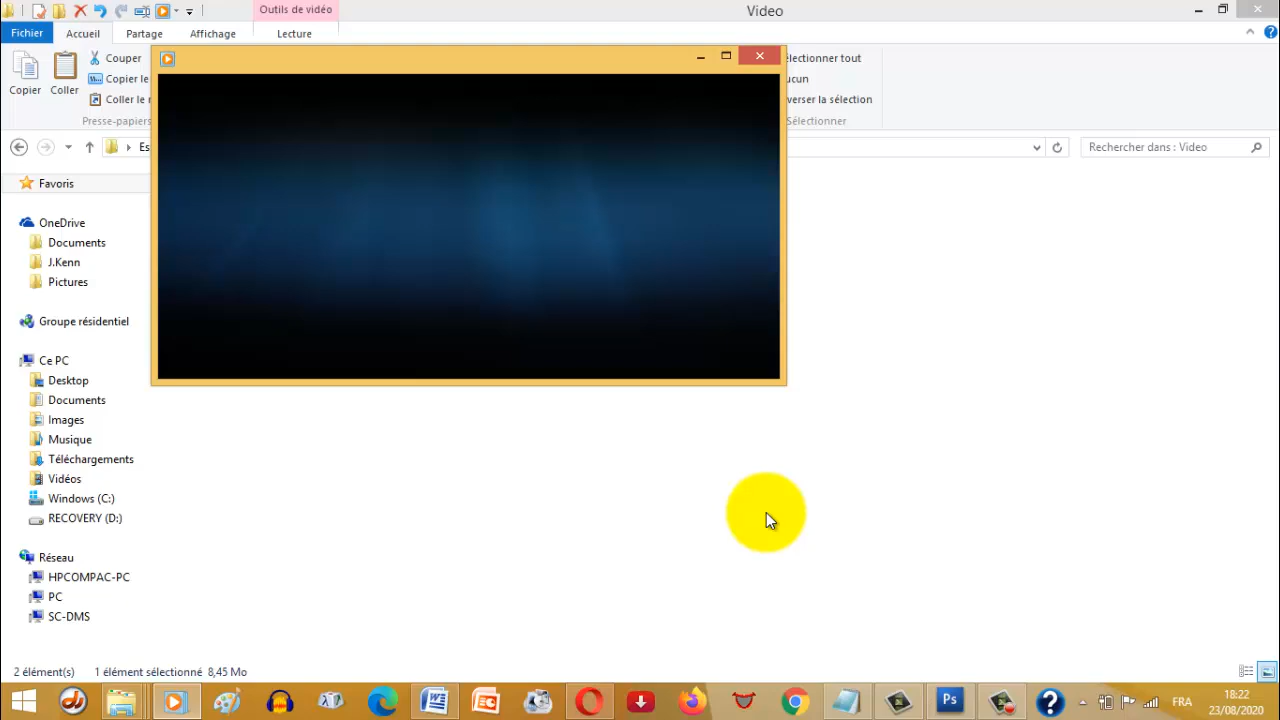 Outils de vidéo
Video
Fichier
Accueil
Partage
Affichage
Lecture
Copier
Coller
Couper
Copier le
Coller le r
Presse-papiers
électionner tout
ucun
verser la sélection
Sélectionner
Es
Rechercher dans : Video
Favoris
OneDrive
Documents
J.Kenn
Pictures
Groupe résidentiel
Ce PC
Desktop
Documents
Images
Musique
Téléchargements
Vidéos
Windows (C:)
RECOVERY (D:)
Réseau
HPCOMPAC-PC
PC
SC-DMS
2 élément(s) 1 élément sélectionné 8,45 Mo
Ps
FRA
18:22
23/08/2020